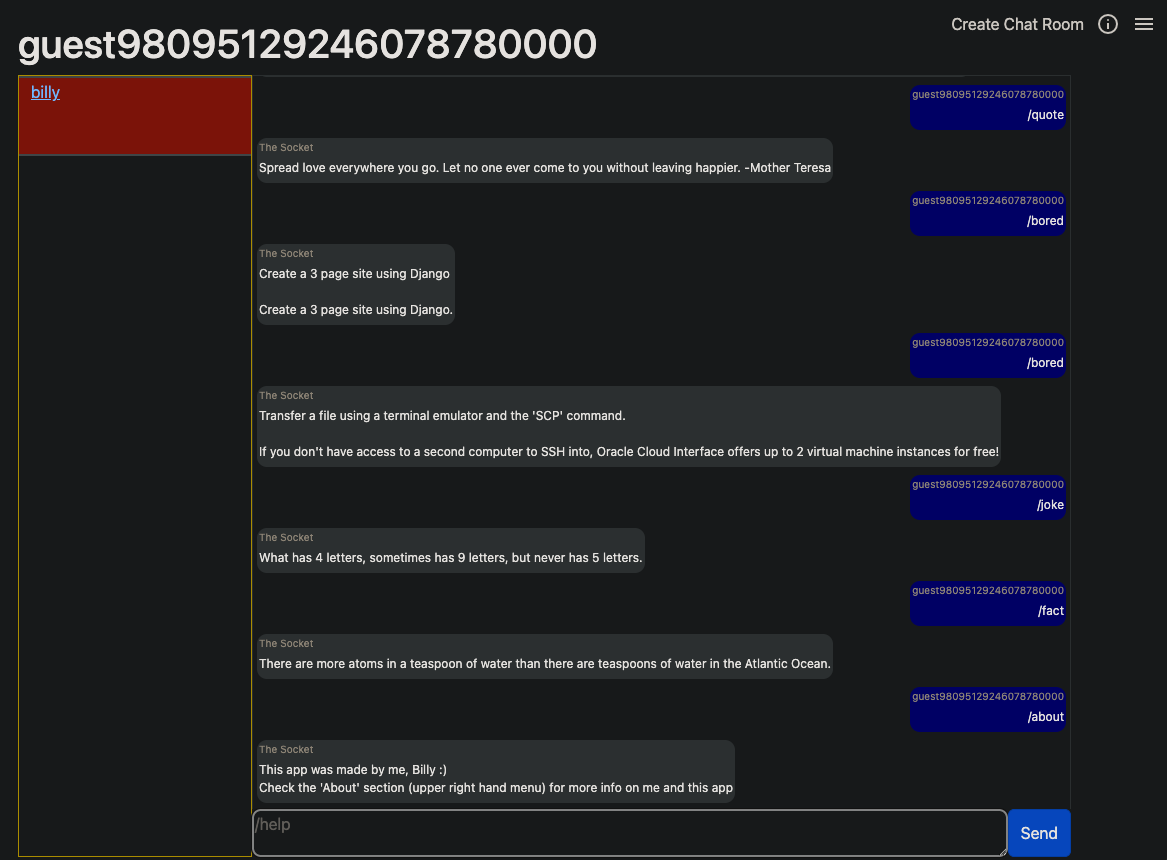 Create Chat Room
guest98095129246078780000
billy
guest98095129246078780000
/quote
The Socket
Spread love everywhere you go. Let no one ever come to you without leaving happier. -Mother Teresa
guest98095129246078780000
/bored
The Socket
Create a 3 page site using Django
Create a 3 page site using Django.
guest98095129246078780000
/bored
The Socket
Transfer a file using a terminal emulator and the 'SCP' command.
If you don't have access to a second computer to SSH into, Oracle Cloud Interface offers up to 2 virtual machine instances for free!
guest98095129246078780000
/joke
The Socket
What has 4 letters, sometimes has 9 letters, but never has 5 letters.
guest98095129246078780000
/fact
The Socket
There are more atoms in a teaspoon of water than there are teaspoons of water in the Atlantic Ocean.
guest98095129246078780000
/about
The Socket
This app was made by me, Billy :)
Check the 'About' section (upper right hand menu) for more info on me and this app
/help
Send